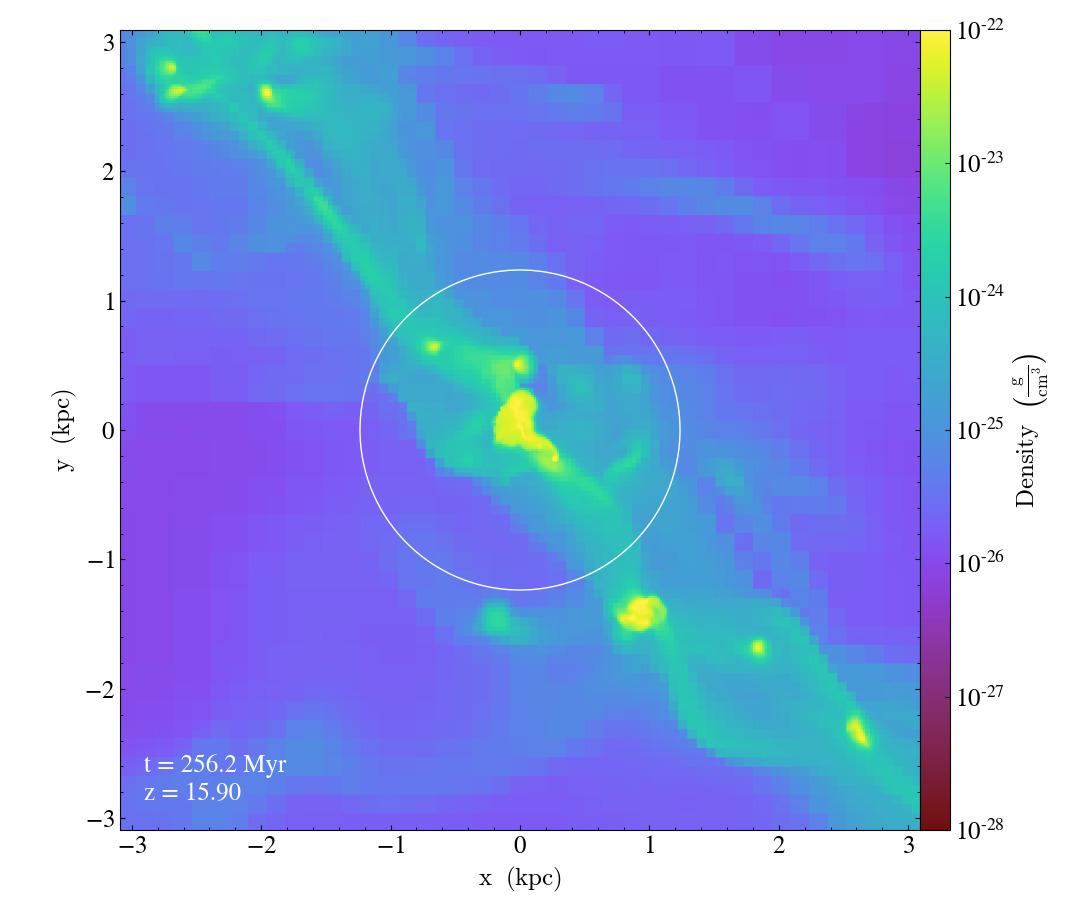 3
2
1
0
−1
−2
−3
y (kpc)
t = 256.2 Myr
z = 15.90
−3 −2 −1 0 1 2 3
x (kpc)
10-22
10-23
10-24
10-25
10-26
10-27
10-28
Density (g/cm3)